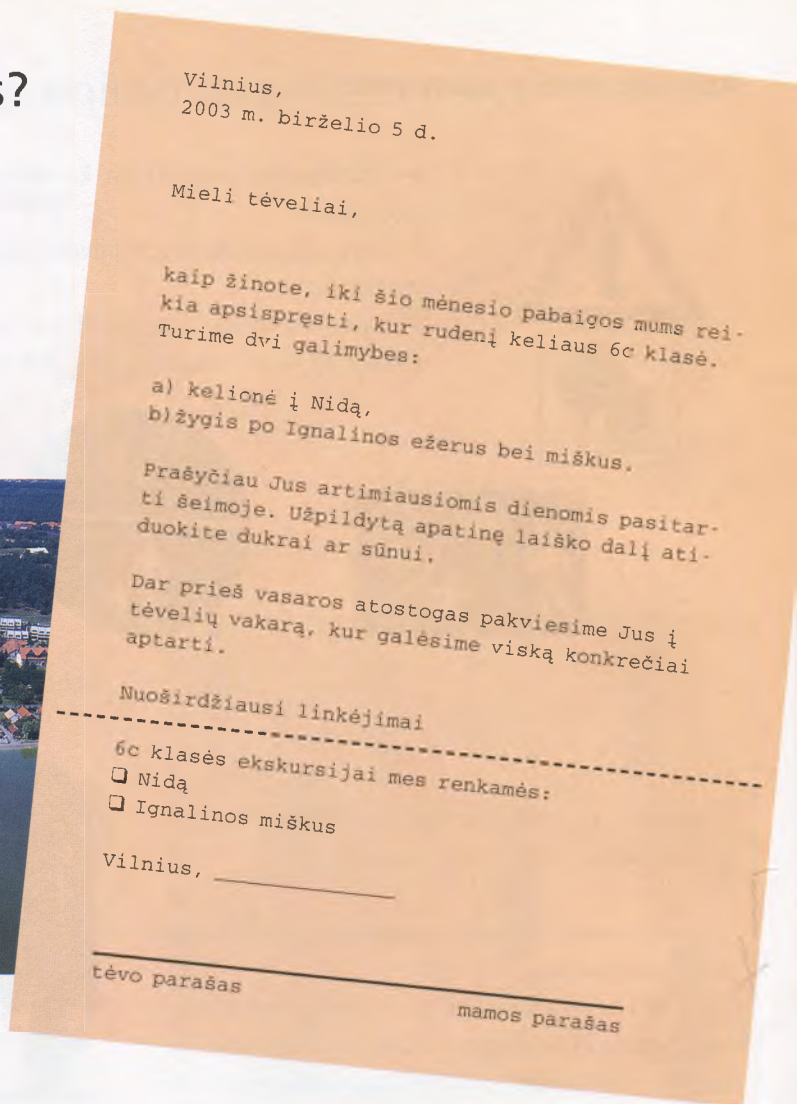 s?
Vilnius,
2003 m. birželio 5 d.
Mieli tėveliai,
kaip žinote, iki šio mėnesio pabaigos mums rei-
kia apsispręsti, kur rudenį keliaus 6c klasė.
Turime dvi galimybes:
a) kelionė į Nidą,
b)žygis po Ignalinos ežerus bei miškus.
Prašyčiau Jus artimiausiomis dienomis pasitar-
ti šeimoje. Užpildytą apatinę laiško dalį ati-
duokite dukrai ar sūnui.
Dar prieš vasaros atostogas pakviesime Jus į
tėvelių vakarą, kur galėsime viską konkrečiai
aptarti.
Nuoširdžiausi linkėjimai
6c klasės ekskursijai mes renkamės:
❑ Nidą
❑ Ignalinos miškus
Vilnius, ____________
tėvo parašas
mamos parašas